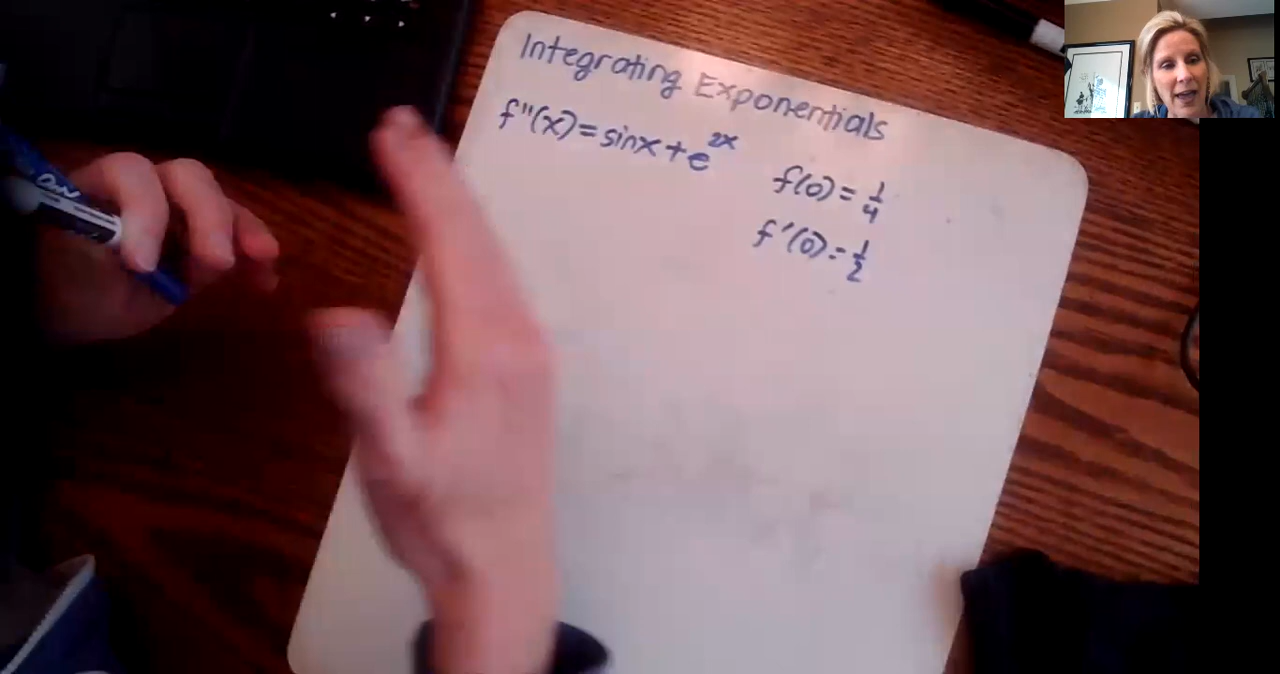 Integrating Exponentials
f''(x) = sinx + e^{2x}
f(0) = 1/4
f'(0) = 1/2